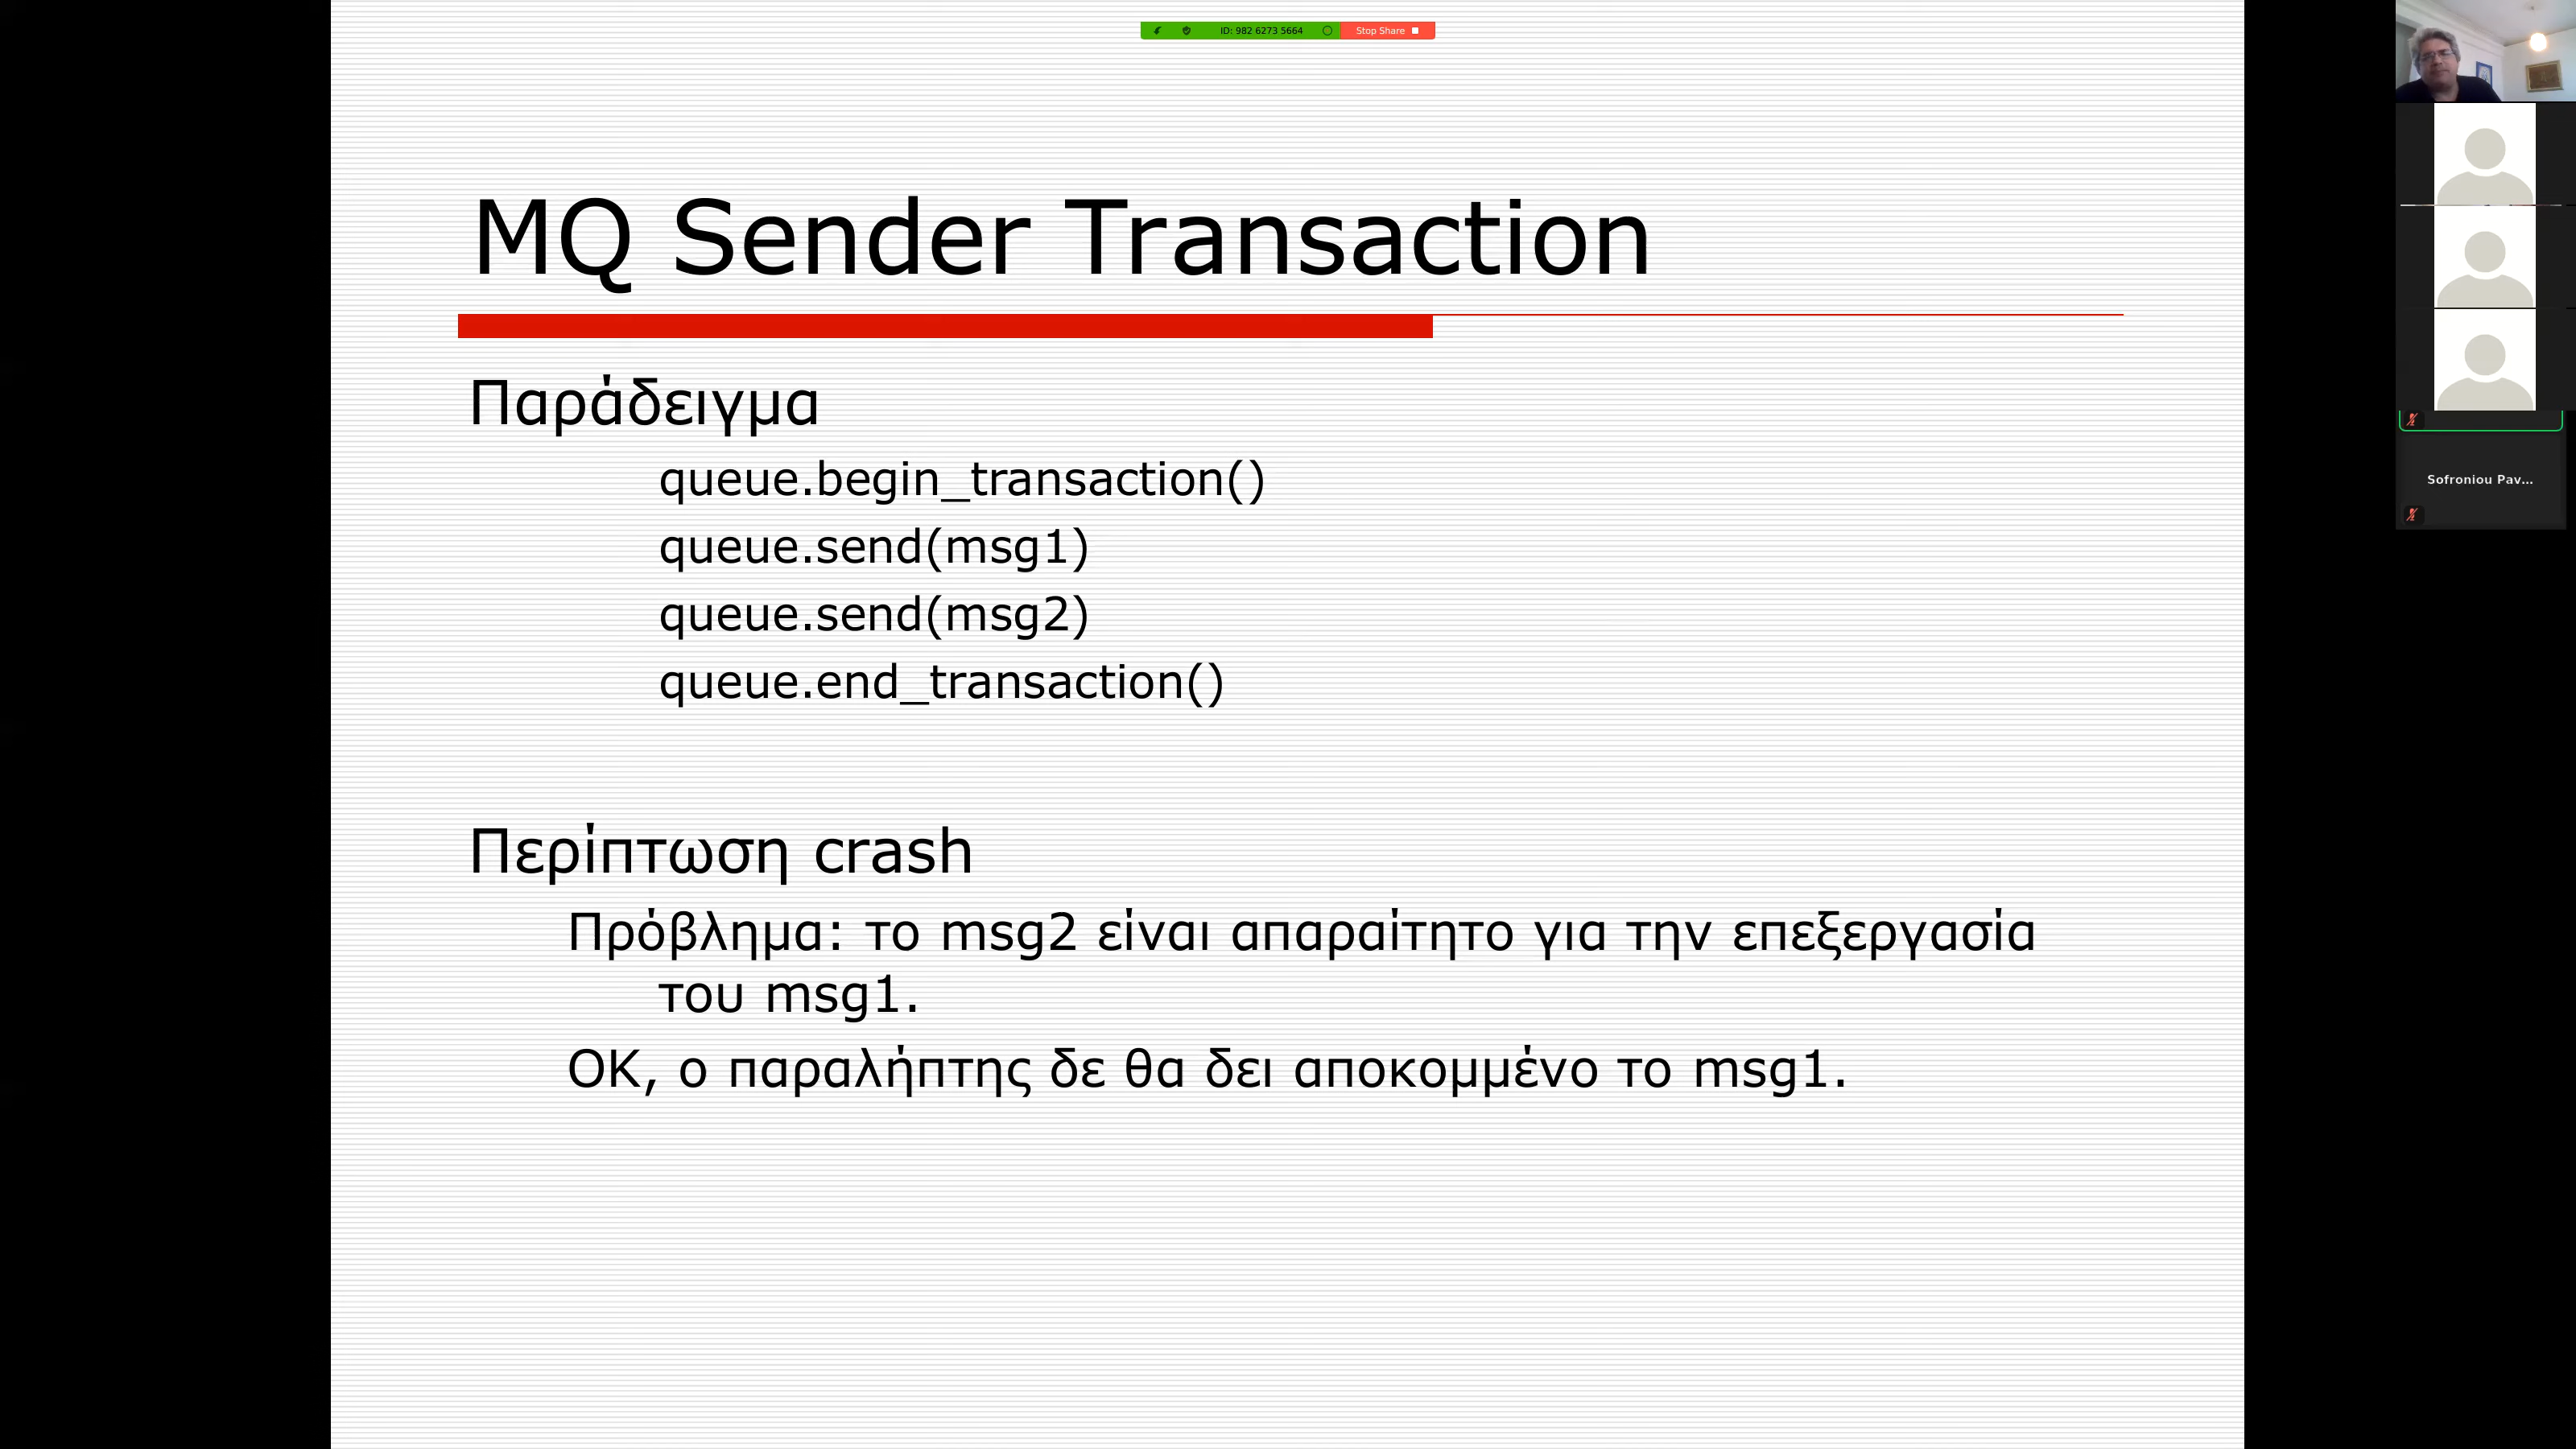 ID: 982 6273 5664
Stop Share
MQ Sender Transaction
Παράδειγμα
queue.begin_transaction()
queue.send(msg1)
queue.send(msg2)
queue.end_transaction()
Περίπτωση crash
Πρόβλημα: το msg2 είναι απαραίτητο για την επεξεργασία
του msg1.
ΟΚ, ο παραλήπτης δε θα δει αποκομμένο το msg1.
Sofroniou Pav...